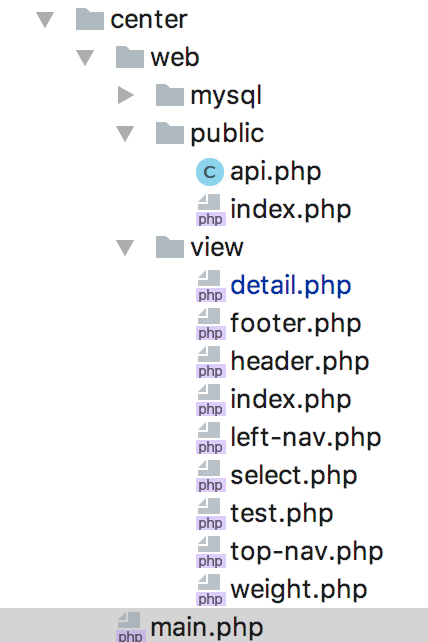 center
web
mysql
public
C api.php
php index.php
view
php detail.php
php footer.php
php header.php
php index.php
php left-nav.php
php select.php
php test.php
php top-nav.php
php weight.php
php main.php